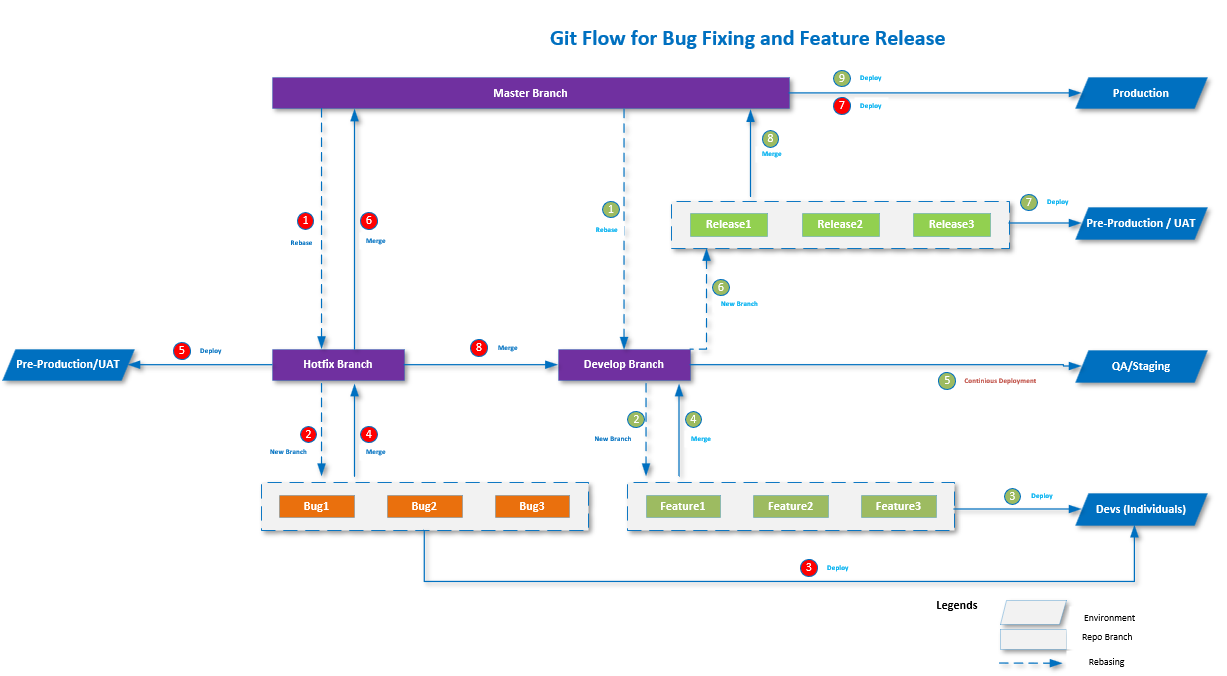 Git Flow for Bug Fixing and Feature Release
9 Deploy
Master Branch
Production
7 Deploy
8
Merge
1
Rebase
6
Merge
1
Rebase
7 Deploy
Release1
Release2
Release3
Pre-Production / UAT
6
New Branch
5 Deploy
8 Merge
Pre-Production/UAT
Hotfix Branch
Develop Branch
QA/Staging
5 Continious Deployment
2
New Branch
4
Merge
2
New Branch
4
Merge
3 Deploy
Bug1
Bug2
Bug3
Feature1
Feature2
Feature3
Devs (Individuals)
3 Deploy
Legends
Environment
Repo Branch
Rebasing